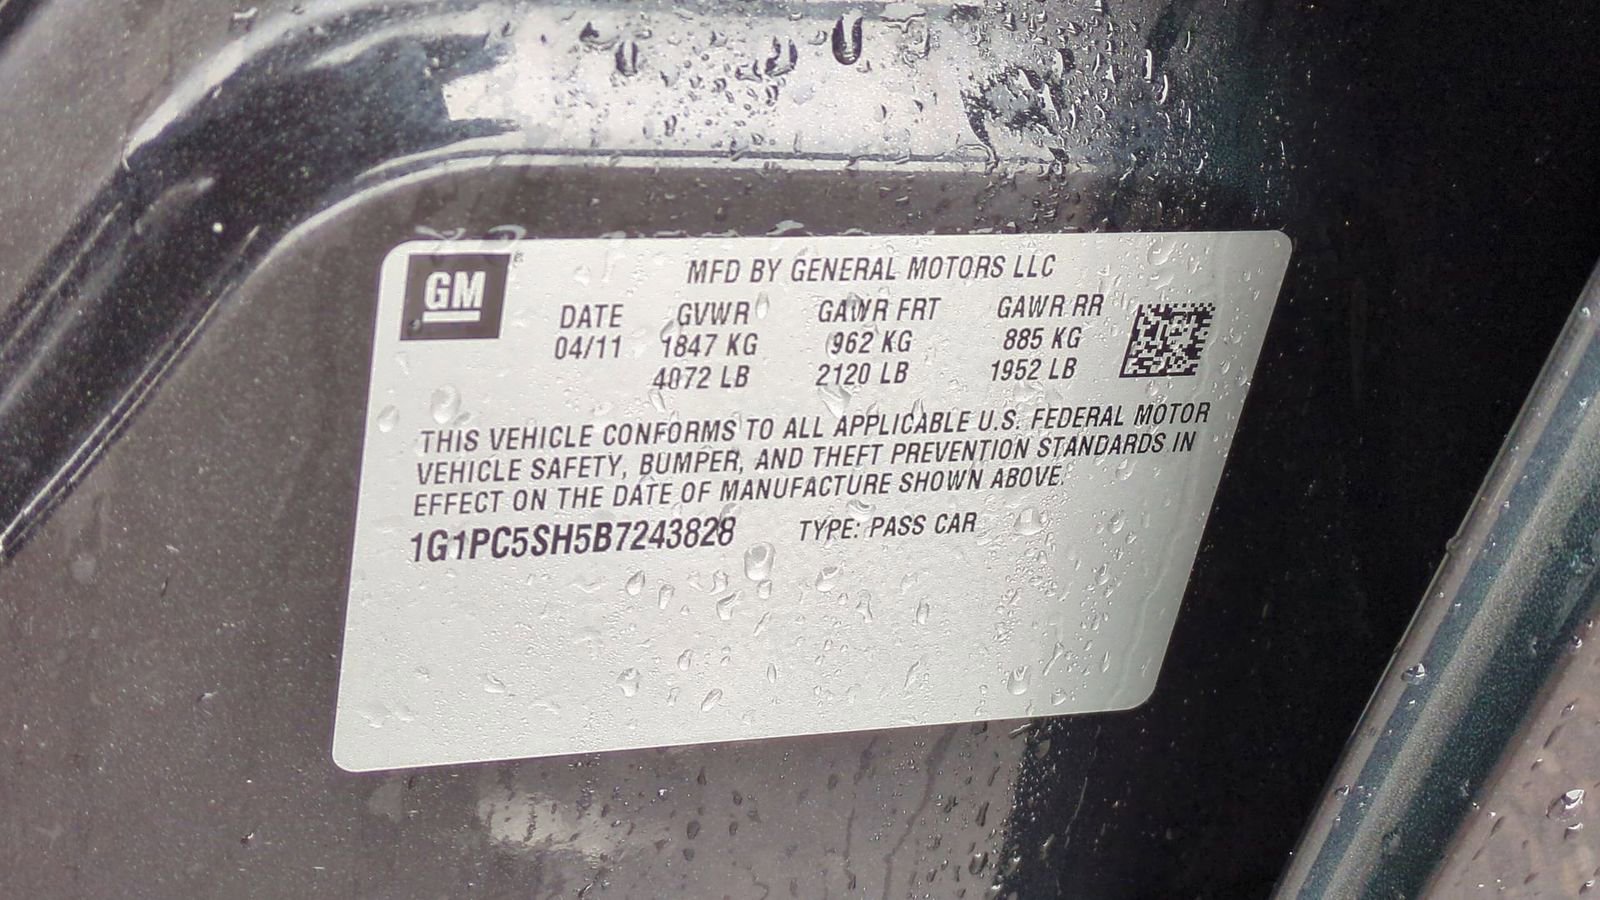 GM
MFD BY GENERAL MOTORS LLC
DATE GVWR GAWR FRT GAWR RR
04/11 1847 KG 962 KG 885 KG
4072 LB 2120 LB 1952 LB
THIS VEHICLE CONFORMS TO ALL APPLICABLE U.S. FEDERAL MOTOR
VEHICLE SAFETY, BUMPER, AND THEFT PREVENTION STANDARDS IN
EFFECT ON THE DATE OF MANUFACTURE SHOWN ABOVE.
1G1PC5SH5B7243828 TYPE: PASS CAR